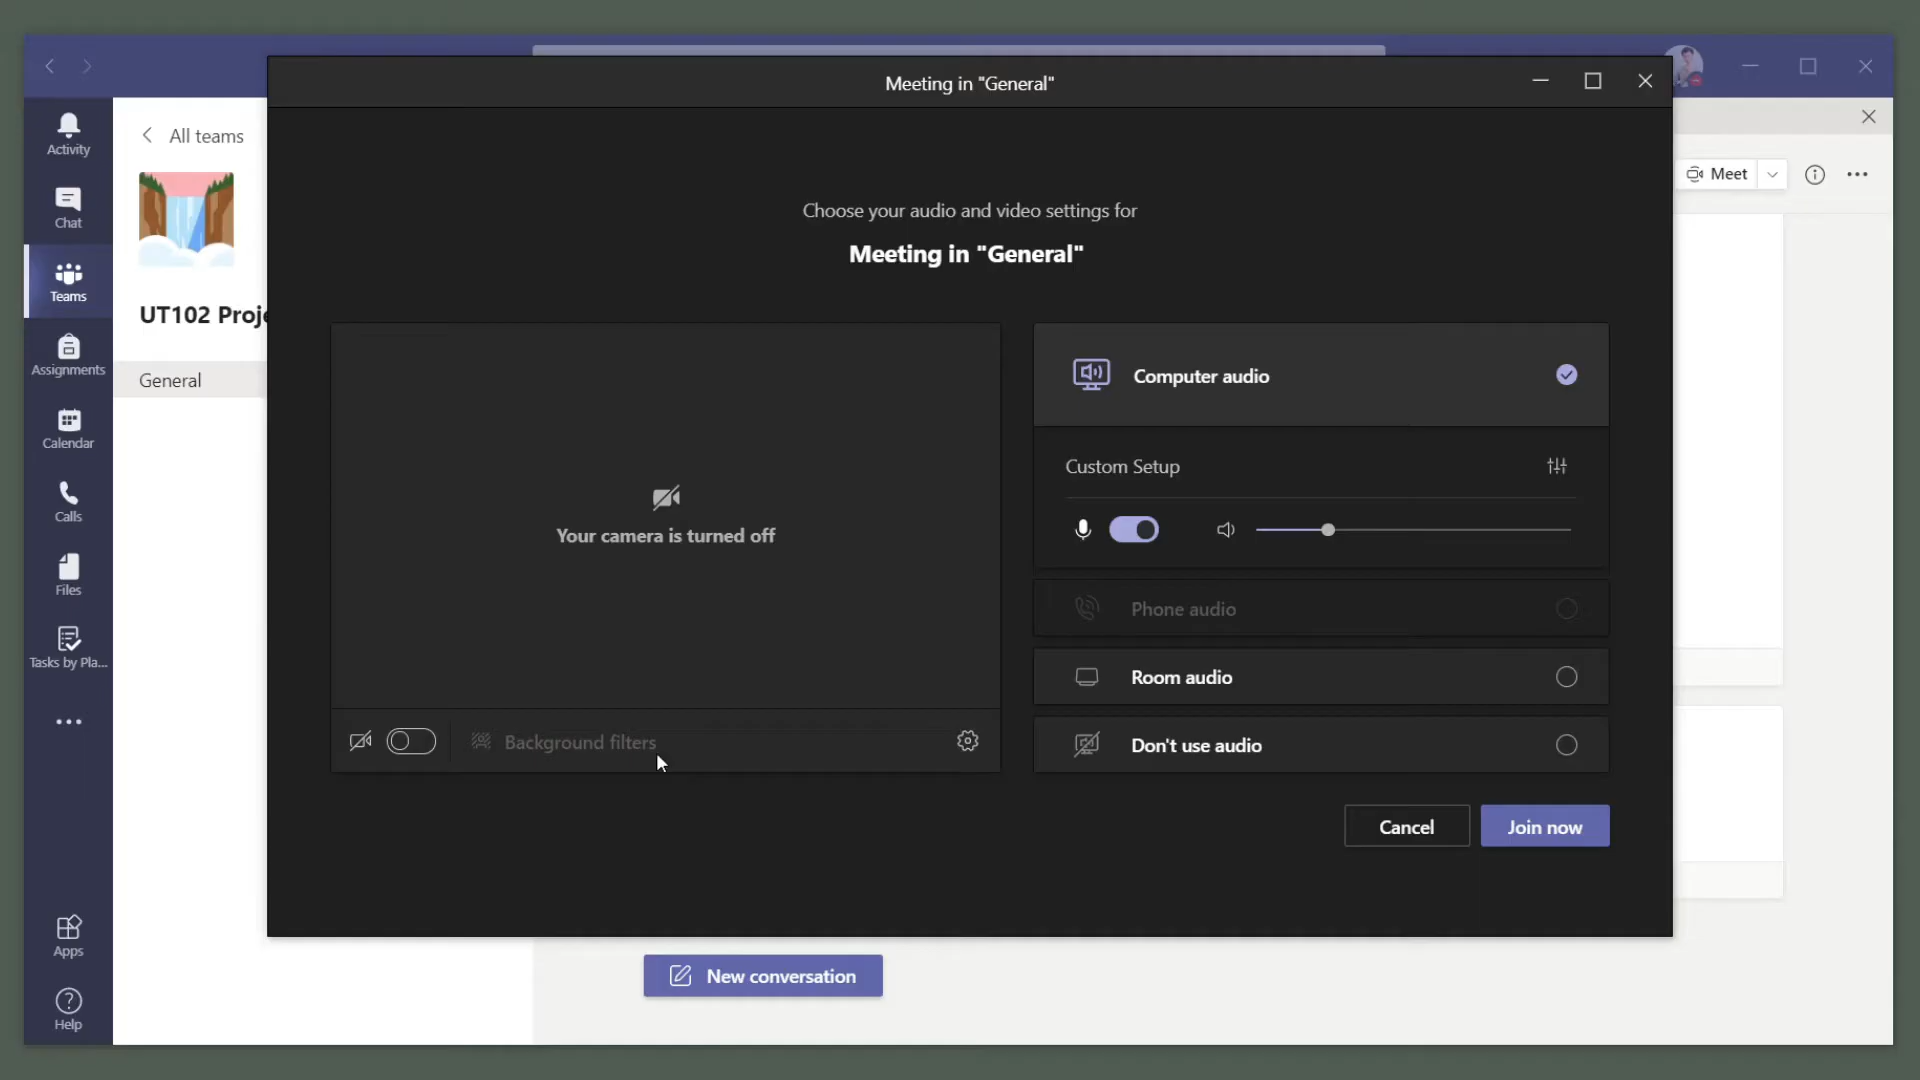 Meeting in "General"
Activity
Chat
Teams
Assignments
Calendar
Calls
Files
Tasks by Pla...
Apps
Help
All teams
UT102 Proje
General
Meet
Choose your audio and video settings for
Meeting in "General"
Your camera is turned off
Background filters
Computer audio
Custom Setup
Phone audio
Room audio
Don't use audio
Cancel
Join now
New conversation